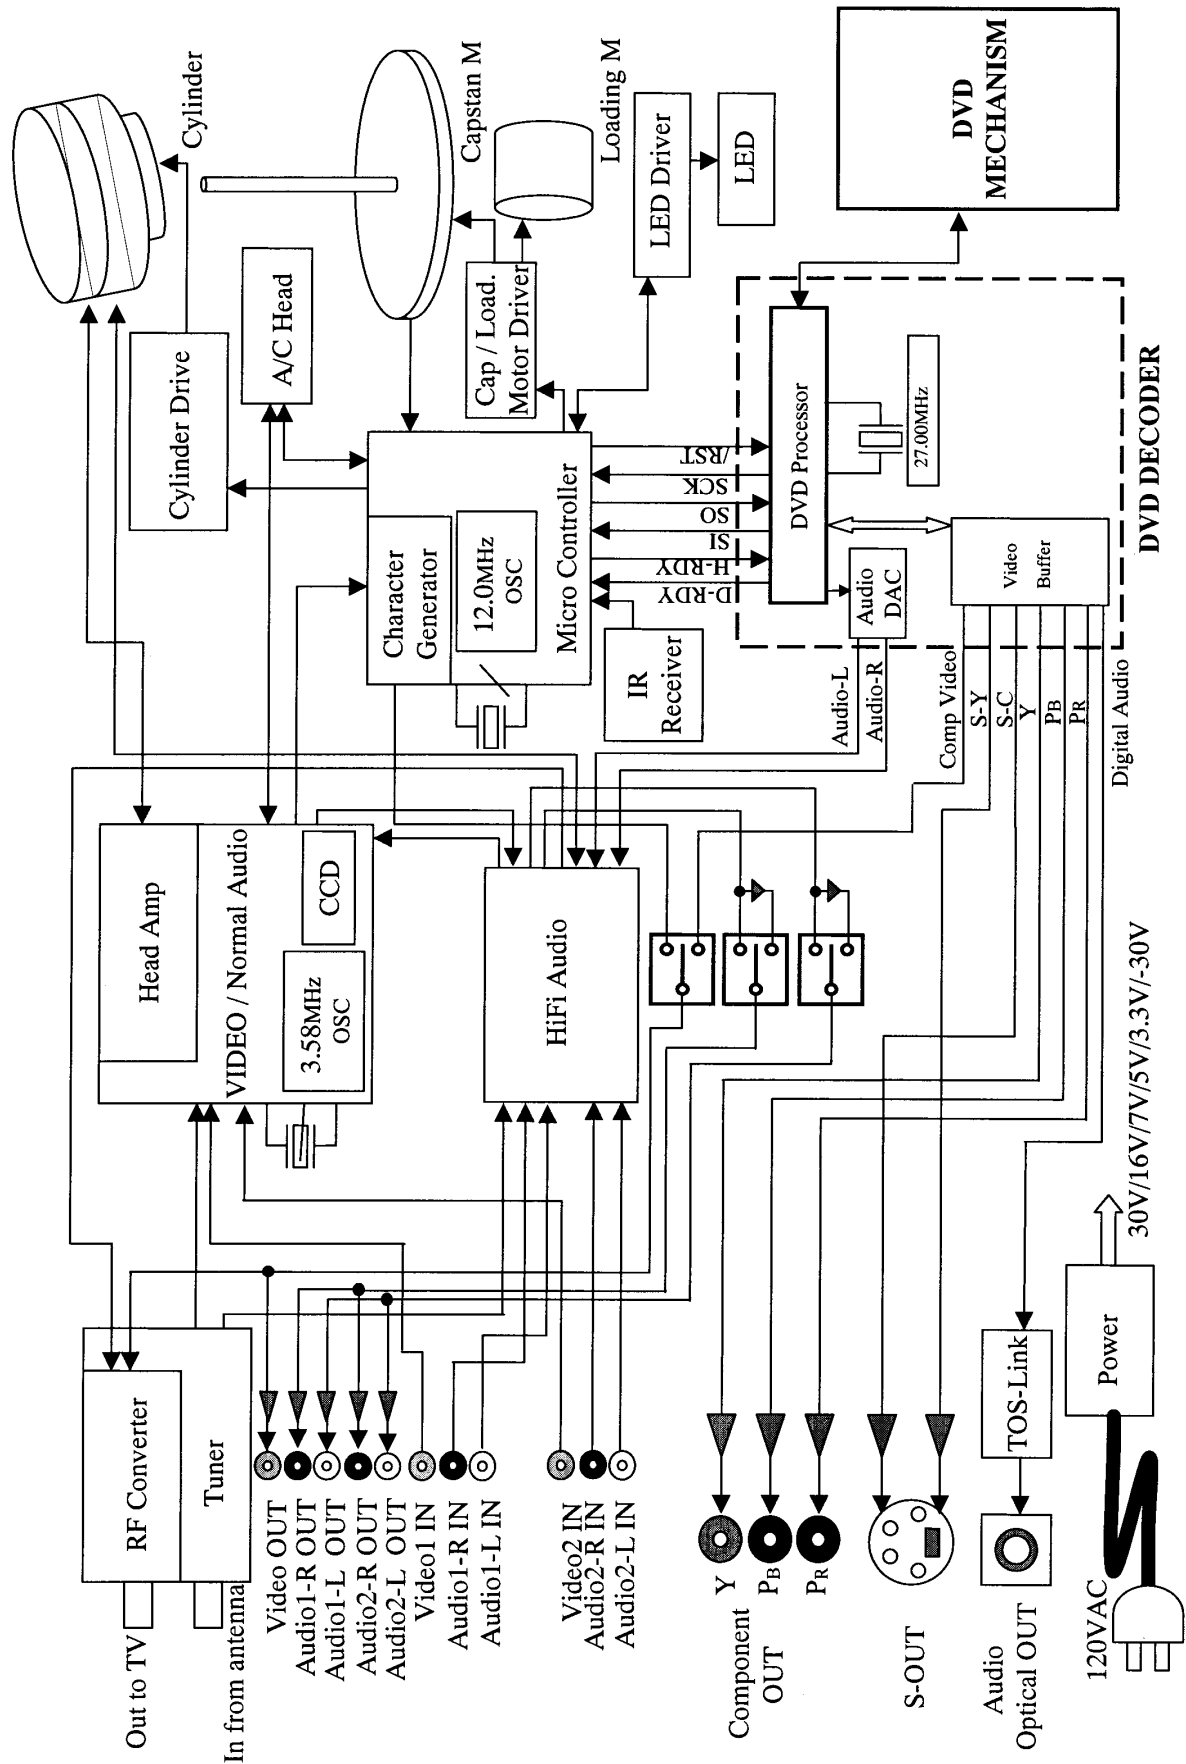 Out to TV
In from antenna
RF Converter
Tuner
Video OUT
Audio1-R OUT
Audio1-L OUT
Audio2-R OUT
Audio2-L OUT
Video1 IN
Audio1-R IN
Audio1-L IN
Video2 IN
Audio2-R IN
Audio2-L IN
Component
OUT
Y
PB
PR
S-OUT
Audio
Optical OUT
TOS-Link
120VAC
Power
30V/16V/7V/5V/3.3V/-30V
Head Amp
VIDEO / Normal Audio
3.58MHz
OSC
CCD
HiFi Audio
Cylinder
Cylinder Drive
A/C Head
Capstan M
Loading M
Cap / Load.
Motor Driver
Character
Generator
12.0MHz
OSC
Micro Controller
IR
Receiver
LED Driver
LED
D-RDY
H-RDY
SI
SO
SCK
/RST
DVD Processor
27.00MHz
Audio
DAC
Video
Buffer
Audio-L
Audio-R
Comp Video
S-Y
S-C
Y
PB
PR
Digital Audio
DVD DECODER
DVD
MECHANISM